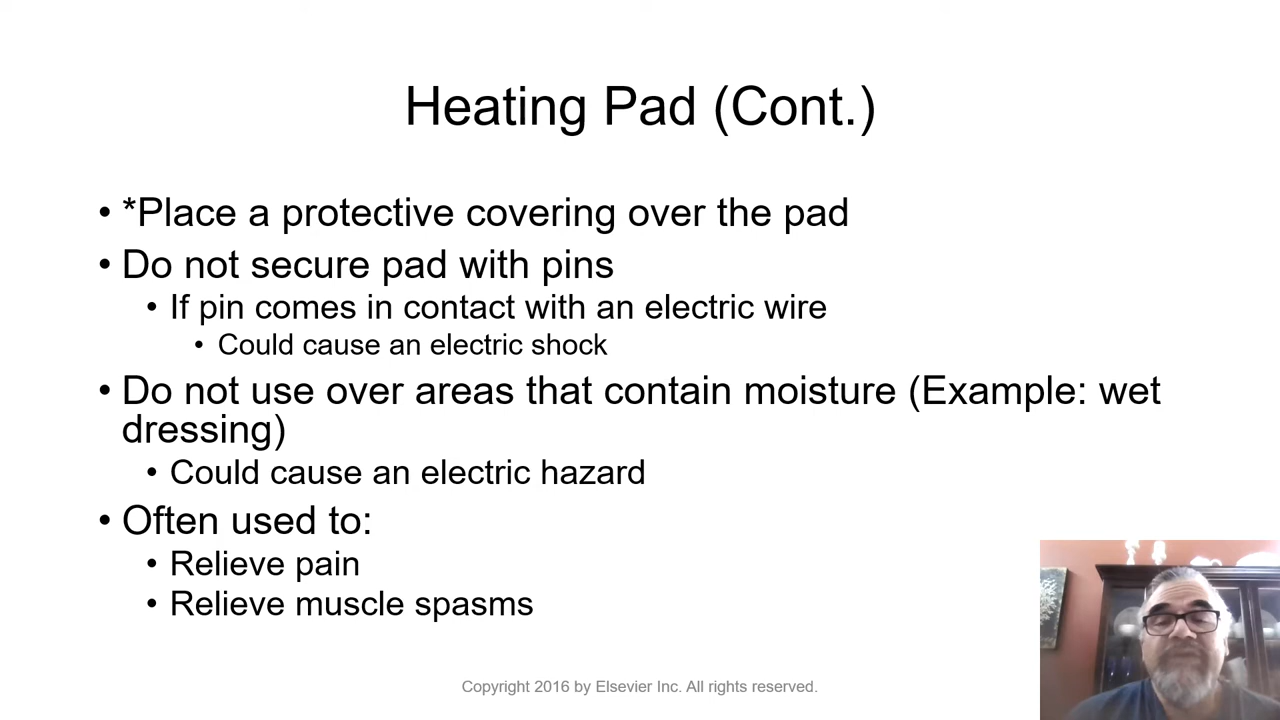 Heating Pad (Cont.)
• *Place a protective covering over the pad
• Do not secure pad with pins
• If pin comes in contact with an electric wire
• Could cause an electric shock
• Do not use over areas that contain moisture (Example: wet
dressing)
• Could cause an electric hazard
• Often used to:
• Relieve pain
• Relieve muscle spasms
Copyright 2016 by Elsevier Inc. All rights reserved.